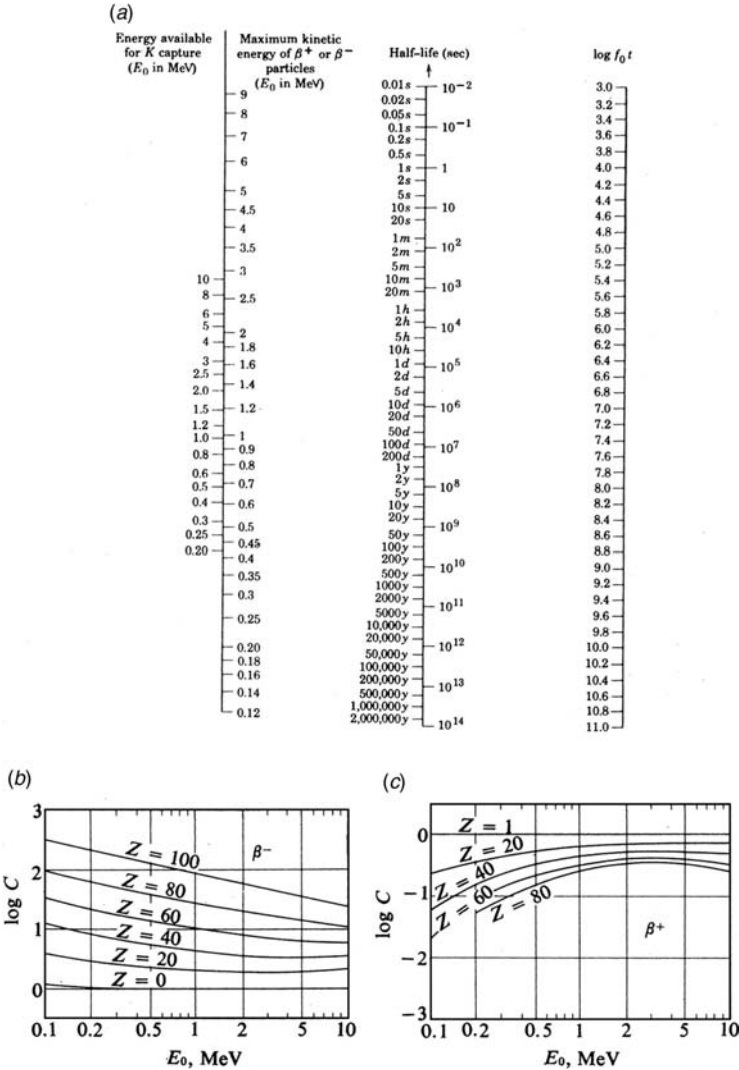 (a)
Energy available
for K capture
(E₀ in MeV)
Maximum kinetic
energy of β⁺ or β⁻
particles
(E₀ in MeV)
Half-life (sec)
log f₀t
10
8
6
5
4
3
2.5
2.0
1.5
1.2
1.0
0.8
0.6
0.5
0.4
0.3
0.25
0.20
9
8
7
6
5
4.5
4
3.5
3
2.5
2
1.8
1.6
1.4
1.2
1
0.9
0.8
0.7
0.6
0.5
0.45
0.4
0.35
0.3
0.25
0.20
0.18
0.16
0.14
0.12
0.01s
0.02s
0.05s
0.1s
0.2s
0.5s
1s
2s
5s
10s
20s
1m
2m
5m
10m
20m
1h
2h
5h
10h
1d
2d
5d
10d
20d
50d
100d
200d
1y
2y
5y
10y
20y
50y
100y
200y
500y
1000y
2000y
5000y
10,000y
20,000y
50,000y
100,000y
200,000y
500,000y
1,000,000y
2,000,000y
10⁻²
10⁻¹
1
10
10²
10³
10⁴
10⁵
10⁶
10⁷
10⁸
10⁹
10¹⁰
10¹¹
10¹²
10¹³
10¹⁴
3.0
3.2
3.4
3.6
3.8
4.0
4.2
4.4
4.6
4.8
5.0
5.2
5.4
5.6
5.8
6.0
6.2
6.4
6.6
6.8
7.0
7.2
7.4
7.6
7.8
8.0
8.2
8.4
8.6
8.8
9.0
9.2
9.4
9.6
9.8
10.0
10.2
10.4
10.6
10.8
11.0
(b)
3
2
1
0
log C
Z = 100
Z = 80
Z = 60
Z = 40
Z = 20
Z = 0
β⁻
0.1 0.2 0.5 1 2 5 10
E₀, MeV
(c)
0
−1
−2
−3
log C
Z = 1
Z = 20
Z = 40
Z = 60
Z = 80
β⁺
0.1 0.2 0.5 1 2 5 10
E₀, MeV